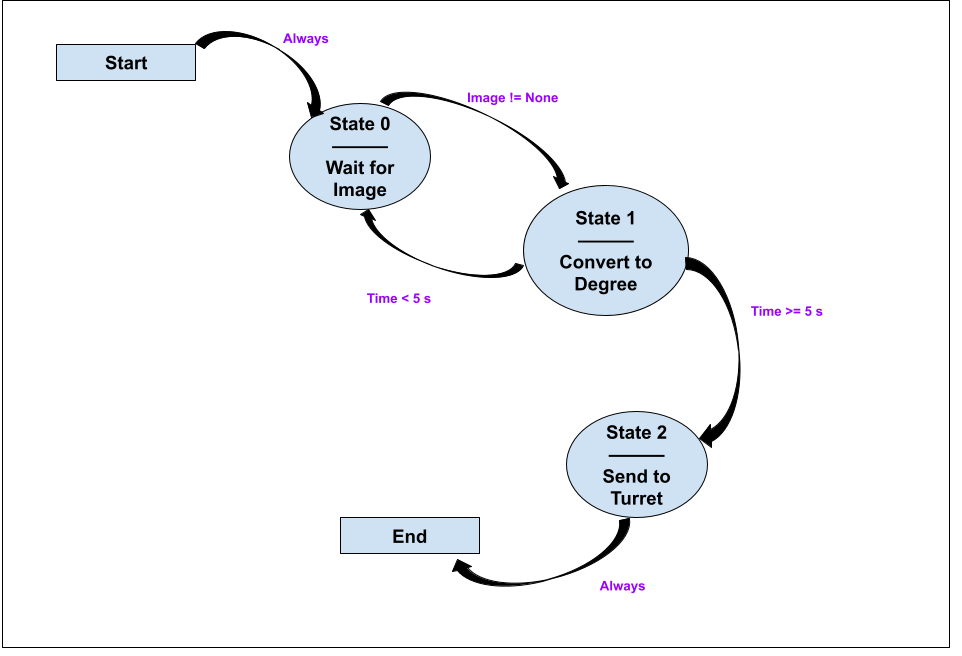 Always
Start
Image != None
State 0
Wait for
Image
State 1
Convert to
Degree
Time < 5 s
Time >= 5 s
State 2
Send to
Turret
End
Always